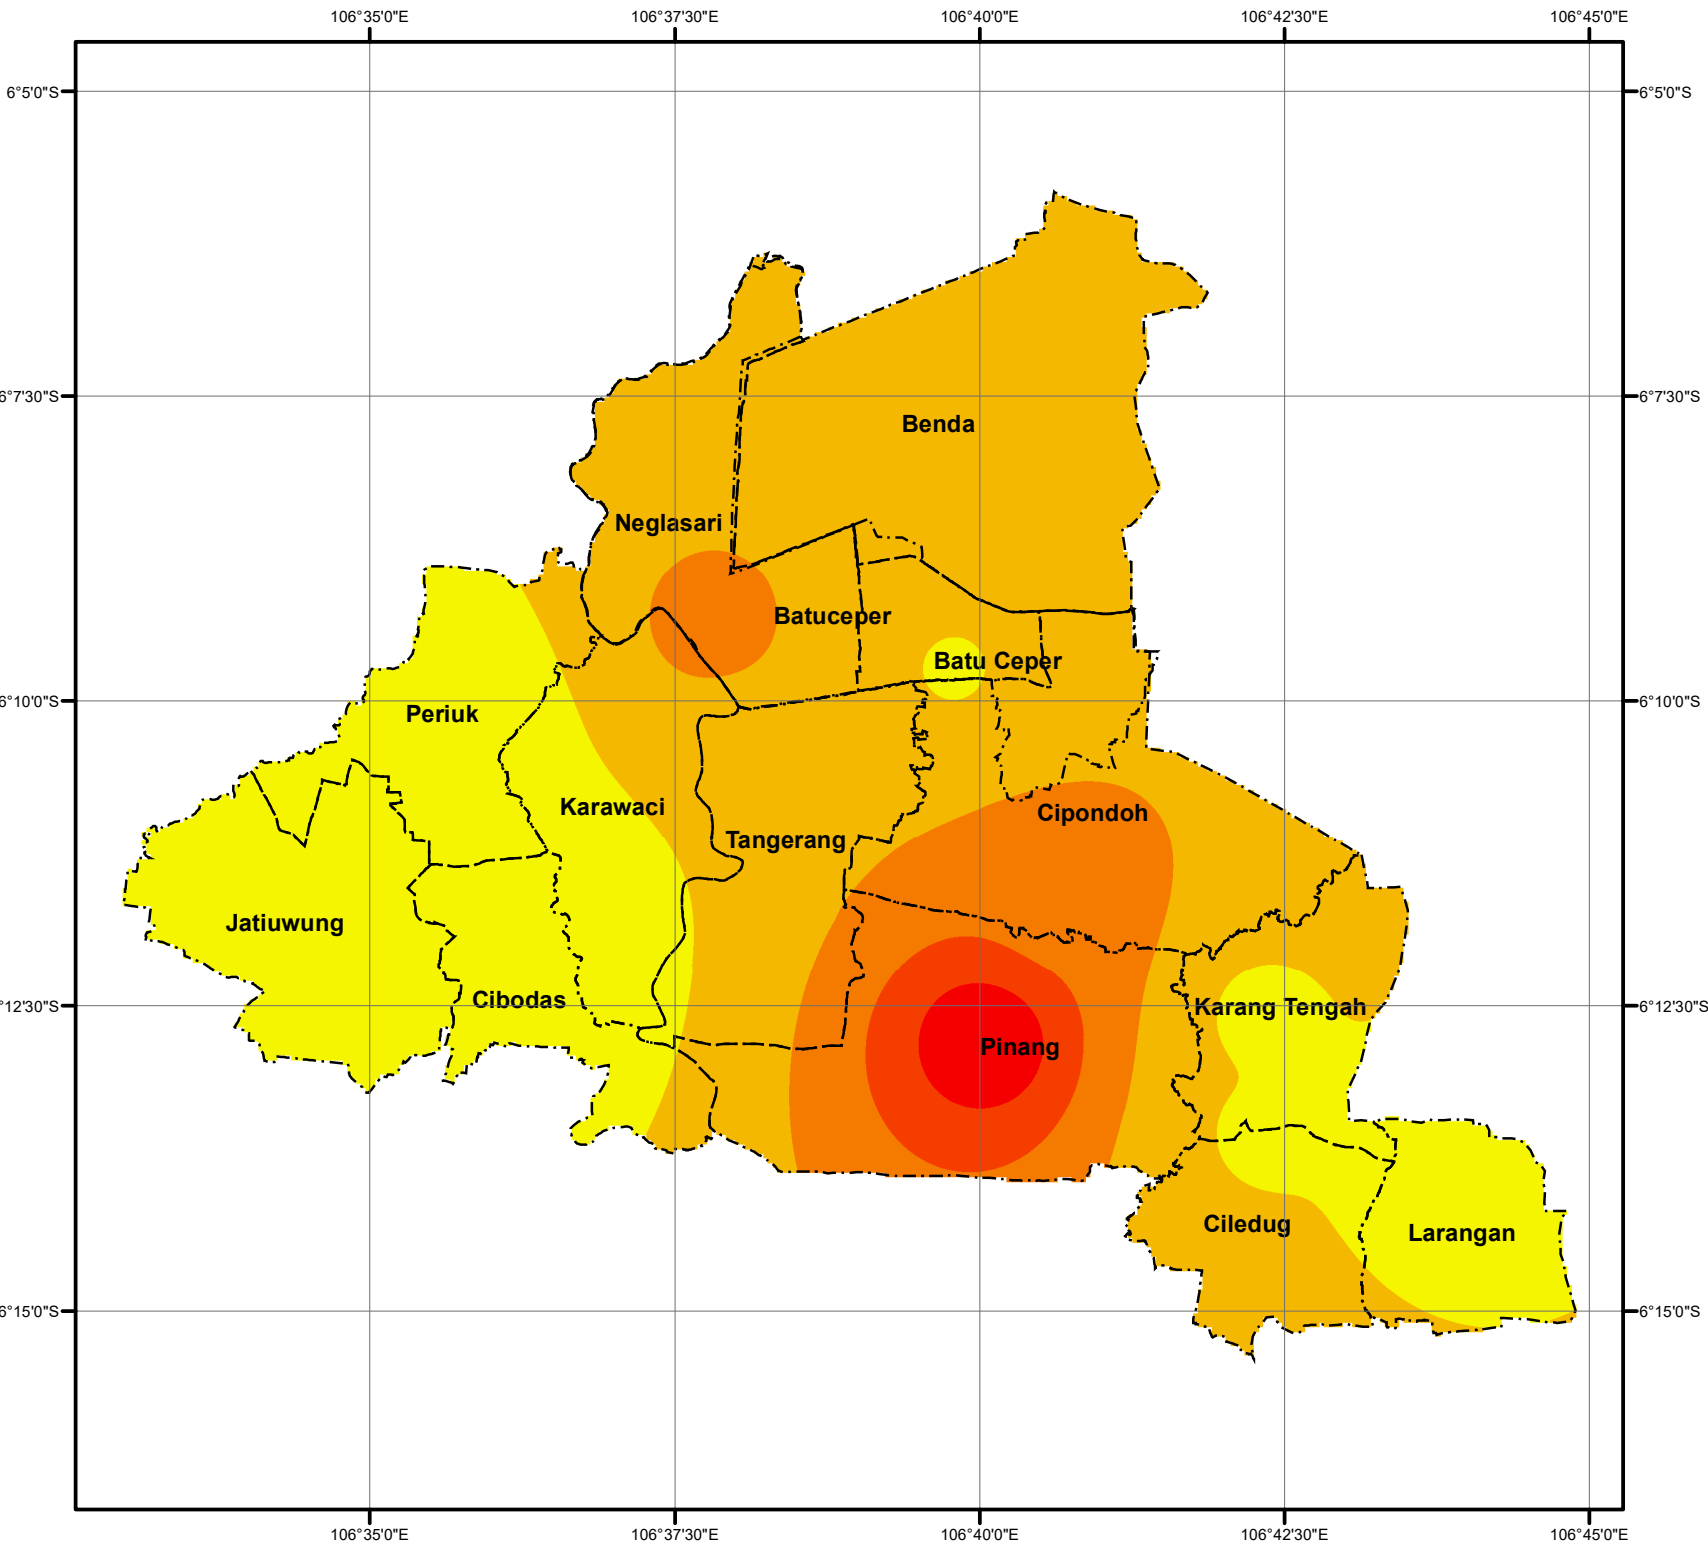 106°35'0"E 106°37'30"E 106°40'0"E 106°42'30"E 106°45'0"E
6°5'0"S 6°5'0"S
6°7'30"S 6°7'30"S
Benda
Neglasari
Batuceper
Batu Ceper
6°10'0"S 6°10'0"S
Periuk
Karawaci
Cipondoh
Tangerang
Jatiuwung
Cibodas
°12'30"S Karang Tengah 6°12'30"S
Pinang
Ciledug
Larangan
6°15'0"S 6°15'0"S
106°35'0"E 106°37'30"E 106°40'0"E 106°42'30"E 106°45'0"E